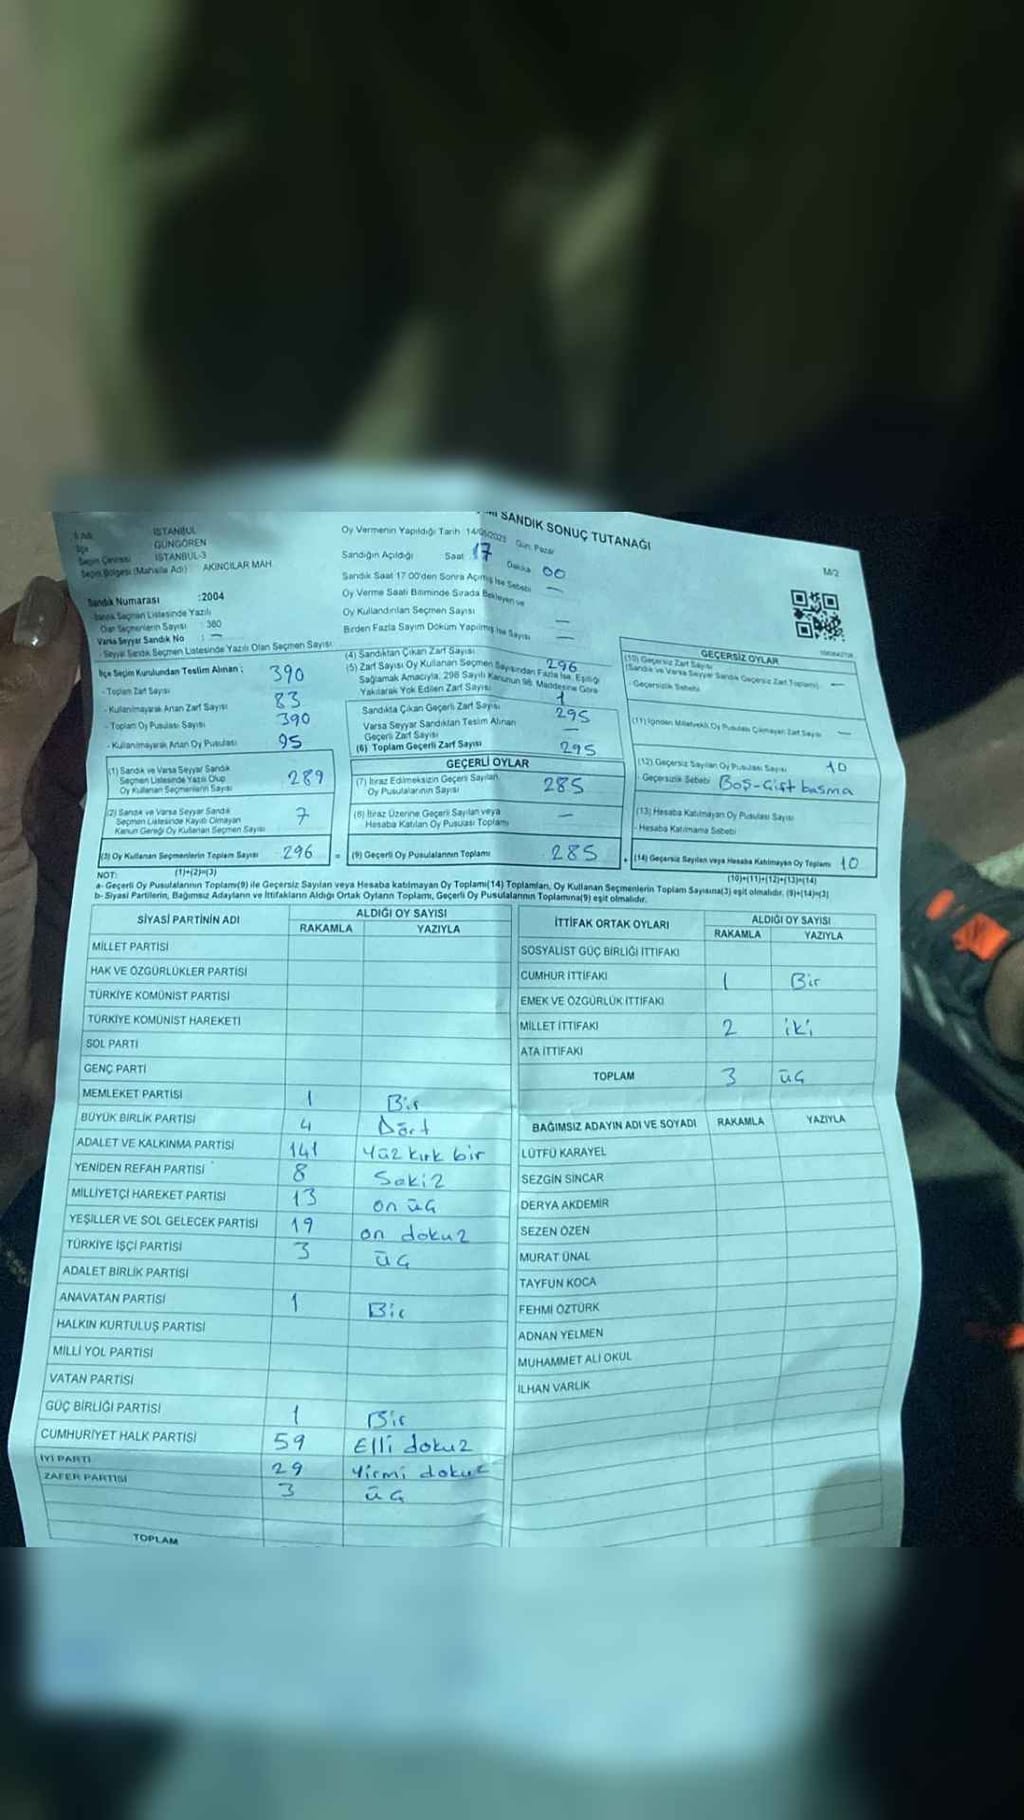 SANDIK SONUÇ TUTANAĞI
M/2
İli Adı İSTANBUL
İlçe GÜNGÖREN
Seçim Çevresi İSTANBUL-3
Seçim Bölgesi (Mahalle Adı) AKINCILAR MAH.
Sandık Numarası :2004
Sandık Seçmen Listesinde Yazılı
Olan Seçmenlerin Sayısı : 380
Varsa Seyyar Sandık No : —
- Seyyar Sandık Seçmen Listesinde Yazılı Olan Seçmen Sayısı
Oy Vermenin Yapıldığı Tarih 14/05/2023 Gün: Pazar
Sandığın Açıldığı Saat 17 Dakika 00
Sandık Saat 17.00'den Sonra Açılmış İse Sebebi —
Oy Verme Saati Bitiminde Sırada Bekleyen ve
Oy Kullandırılan Seçmen Sayısı —
Birden Fazla Sayım Döküm Yapılmış İse Sayısı —
İlçe Seçim Kurulundan Teslim Alınan ;
- Toplam Zarf Sayısı 390
- Kullanılmayarak Artan Zarf Sayısı 83
- Toplam Oy Pusulası Sayısı 390
- Kullanılmayarak Artan Oy Pusulası 95
(4) Sandıktan Çıkan Zarf Sayısı 296
(5) Zarf Sayısı Oy Kullanan Seçmen Sayısından Fazla İse, Eşitliği
Sağlamak Amacıyla, 298 Sayılı Kanunun 98. Maddesine Göre
Yakılarak Yok Edilen Zarf Sayısı 1
Sandıkta Çıkan Geçerli Zarf Sayısı 295
Varsa Seyyar Sandıktan Teslim Alınan
Geçerli Zarf Sayısı —
(6) Toplam Geçerli Zarf Sayısı 295
GEÇERSİZ OYLAR
(10) Geçersiz Zarf Sayısı
(Sandık ve Varsa Seyyar Sandık Geçersiz Zarf Toplamı) —
- Geçersizlik Sebebi
(11) İçinden Milletvekili Oy Pusulası Çıkmayan Zarf Sayısı —
(12) Geçersiz Sayılan Oy Pusulası Sayısı 10
- Geçersizlik Sebebi Boş-Çift basma
(13) Hesaba Katılmayan Oy Pusulası Sayısı
- Hesaba Katılmama Sebebi
(14) Geçersiz Sayılan veya Hesaba Katılmayan Oy Toplamı 10
(10)+(11)+(12)+(13)=(14)
(1) Sandık ve Varsa Seyyar Sandık
Seçmen Listesinde Yazılı Olup
Oy Kullanan Seçmenlerin Sayısı 289
(2) Sandık ve Varsa Seyyar Sandık
Seçmen Listesinde Kayıtlı Olmayan
Kanun Gereği Oy Kullanan Seçmen Sayısı 7
(3) Oy Kullanan Seçmenlerin Toplam Sayısı 296
(1)+(2)=(3)
GEÇERLİ OYLAR
(7) İtiraz Edilmeksizin Geçerli Sayılan
Oy Pusulalarının Sayısı 285
(8) İtiraz Üzerine Geçerli Sayılan veya
Hesaba Katılan Oy Pusulası Toplamı —
= (9) Geçerli Oy Pusulalarının Toplamı 285 +
NOT:
a- Geçerli Oy Pusulalarının Toplamı(9) ile Geçersiz Sayılan veya Hesaba katılmayan Oy Toplamı(14) Toplamları, Oy Kullanan Seçmenlerin Toplam Sayısına(3) eşit olmalıdır. (9)+(14)=(3)
b- Siyasi Partilerin, Bağımsız Adayların ve İttifakların Aldığı Ortak Oyların Toplamı, Geçerli Oy Pusulalarının Toplamına(9) eşit olmalıdır.
SİYASİ PARTİNİN ADI ALDIĞI OY SAYISI
RAKAMLA YAZIYLA
MİLLET PARTİSİ
HAK VE ÖZGÜRLÜKLER PARTİSİ
TÜRKİYE KOMÜNİST PARTİSİ
TÜRKİYE KOMÜNİST HAREKETİ
SOL PARTİ
GENÇ PARTİ
MEMLEKET PARTİSİ 1 Bir
BÜYÜK BİRLİK PARTİSİ 4 Dört
ADALET VE KALKINMA PARTİSİ 141 Yüz kırk bir
YENİDEN REFAH PARTİSİ 8 Sekiz
MİLLİYETÇİ HAREKET PARTİSİ 13 on üç
YEŞİLLER VE SOL GELECEK PARTİSİ 19 on dokuz
TÜRKİYE İŞÇİ PARTİSİ 3 üç
ADALET BİRLİK PARTİSİ
ANAVATAN PARTİSİ 1 Bir
HALKIN KURTULUŞ PARTİSİ
MİLLİ YOL PARTİSİ
VATAN PARTİSİ
GÜÇ BİRLİĞİ PARTİSİ 1 Bir
CUMHURİYET HALK PARTİSİ 59 Elli dokuz
İYİ PARTİ 29 Yirmi dokuz
ZAFER PARTİSİ 3 üç
TOPLAM
İTTİFAK ORTAK OYLARI ALDIĞI OY SAYISI
RAKAMLA YAZIYLA
SOSYALİST GÜÇ BİRLİĞİ İTTİFAKI
CUMHUR İTTİFAKI 1 Bir
EMEK VE ÖZGÜRLÜK İTTİFAKI
MİLLET İTTİFAKI 2 iki
ATA İTTİFAKI
TOPLAM 3 üç
BAĞIMSIZ ADAYIN ADI VE SOYADI RAKAMLA YAZIYLA
LÜTFÜ KARAYEL
SEZGİN SİNCAR
DERYA AKDEMİR
SEZEN ÖZEN
MURAT ÜNAL
TAYFUN KOCA
FEHMİ ÖZTÜRK
ADNAN YELMEN
MUHAMMET ALİ OKUL
İLHAN VARLIK